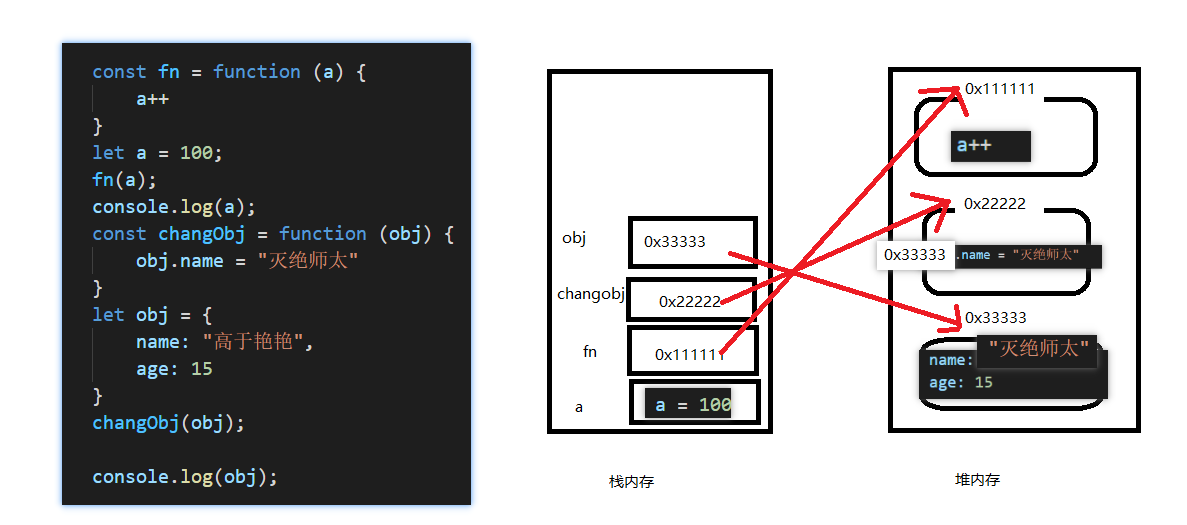 const fn = function (a) {
a++
}
let a = 100;
fn(a);
console.log(a);
const changObj = function (obj) {
obj.name = "灭绝师太"
}
let obj = {
name: "高于艳艳",
age: 15
}
changObj(obj);
console.log(obj);
obj
0x33333
changobj
0x22222
fn
0x111111
a
a = 100
栈内存
0x111111
a++
0x22222
0x33333
.name = "灭绝师太"
0x33333
name: "灭绝师太"
age: 15
堆内存